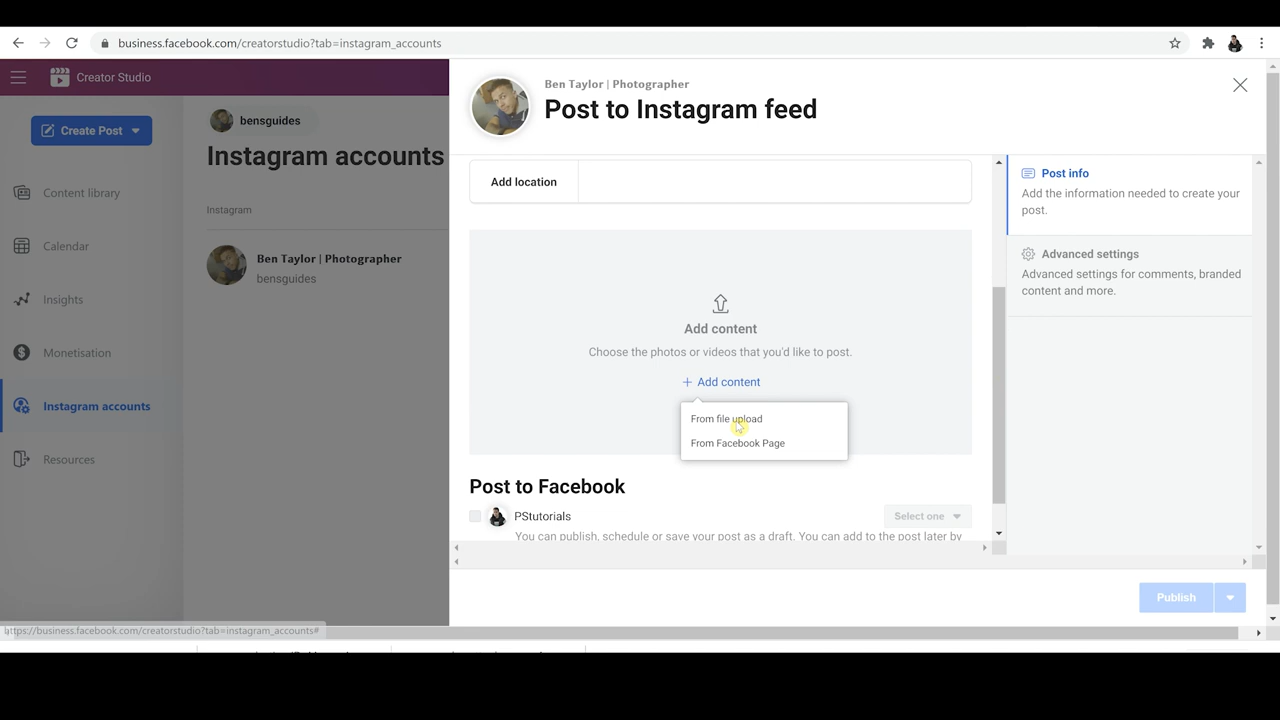 business.facebook.com/creatorstudio?tab=instagram_accounts
Creator Studio
Create Post
Content library
Calendar
Insights
Monetisation
Instagram accounts
Resources
bensguides
Instagram accounts
Instagram
Ben Taylor | Photographer
bensguides
Ben Taylor | Photographer
Post to Instagram feed
Add location
Add content
Choose the photos or videos that you'd like to post.
+ Add content
From file upload
From Facebook Page
Post to Facebook
PStutorials
Select one
You can publish, schedule or save your post as a draft. You can add to the post later by
Post info
Add the information needed to create your
post.
Advanced settings
Advanced settings for comments, branded
content and more.
Publish
https://business.facebook.com/creatorstudio?tab=instagram_accounts#